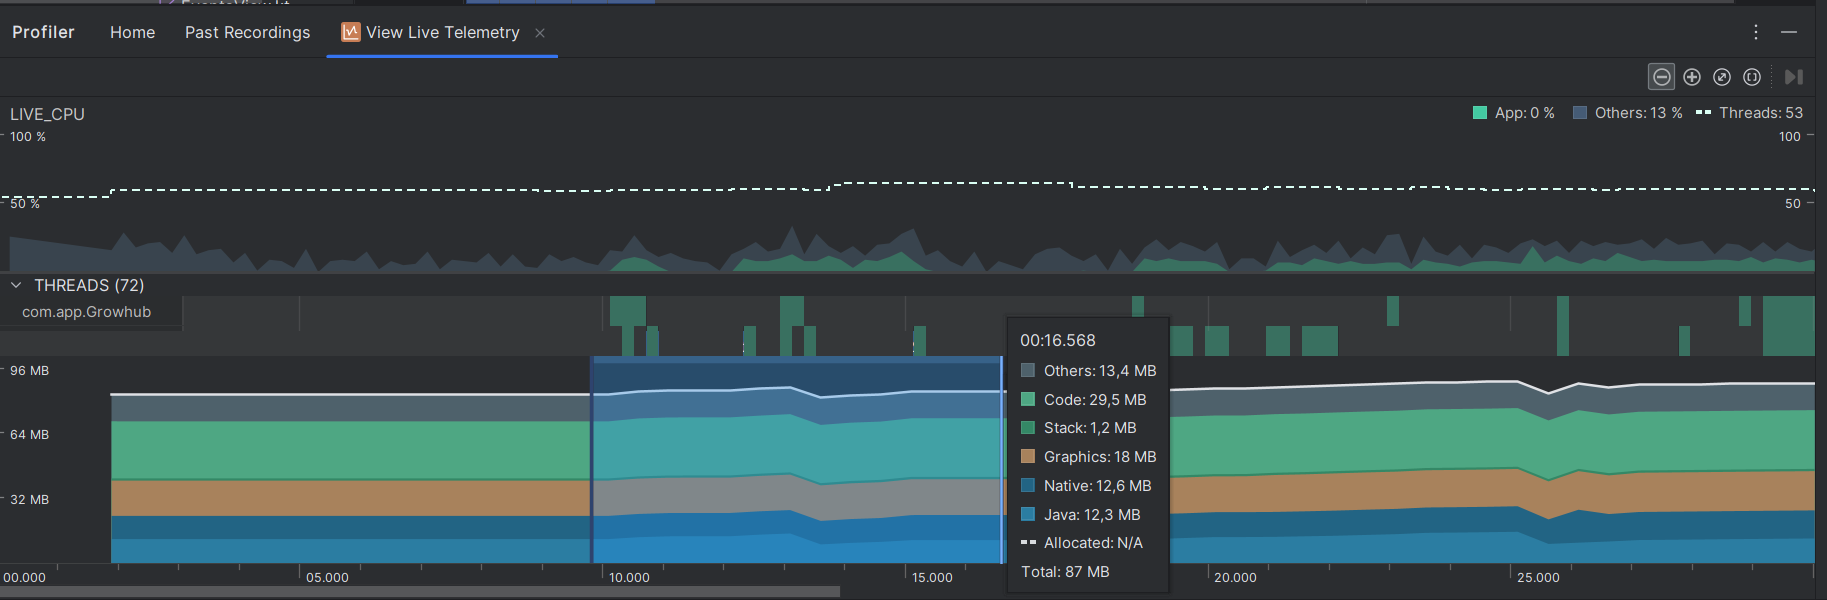 Profiler Home Past Recordings View Live Telemetry
LIVE_CPU App: 0 % Others: 13 % Threads: 53
100 % 100
50 % 50
THREADS (72)
com.app.Growhub
00:16.568
Others: 13,4 MB
Code: 29,5 MB
Stack: 1,2 MB
Graphics: 18 MB
Native: 12,6 MB
Java: 12,3 MB
Allocated: N/A
Total: 87 MB
96 MB
64 MB
32 MB
00.000 05.000 10.000 15.000 20.000 25.000